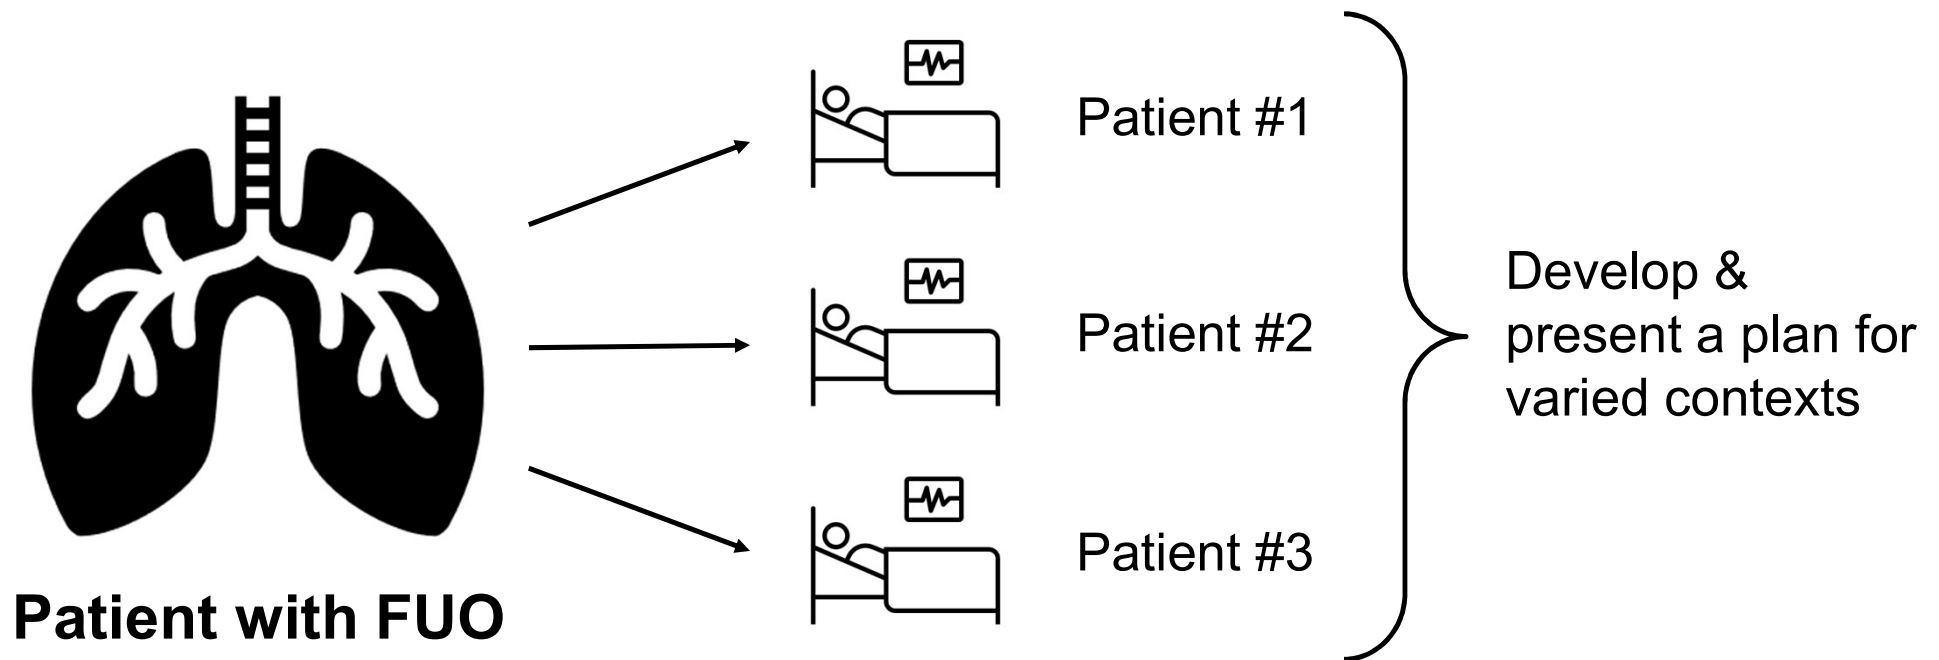 Patient with FUO
Patient #1
Patient #2
Patient #3
Develop &
present a plan for
varied contexts